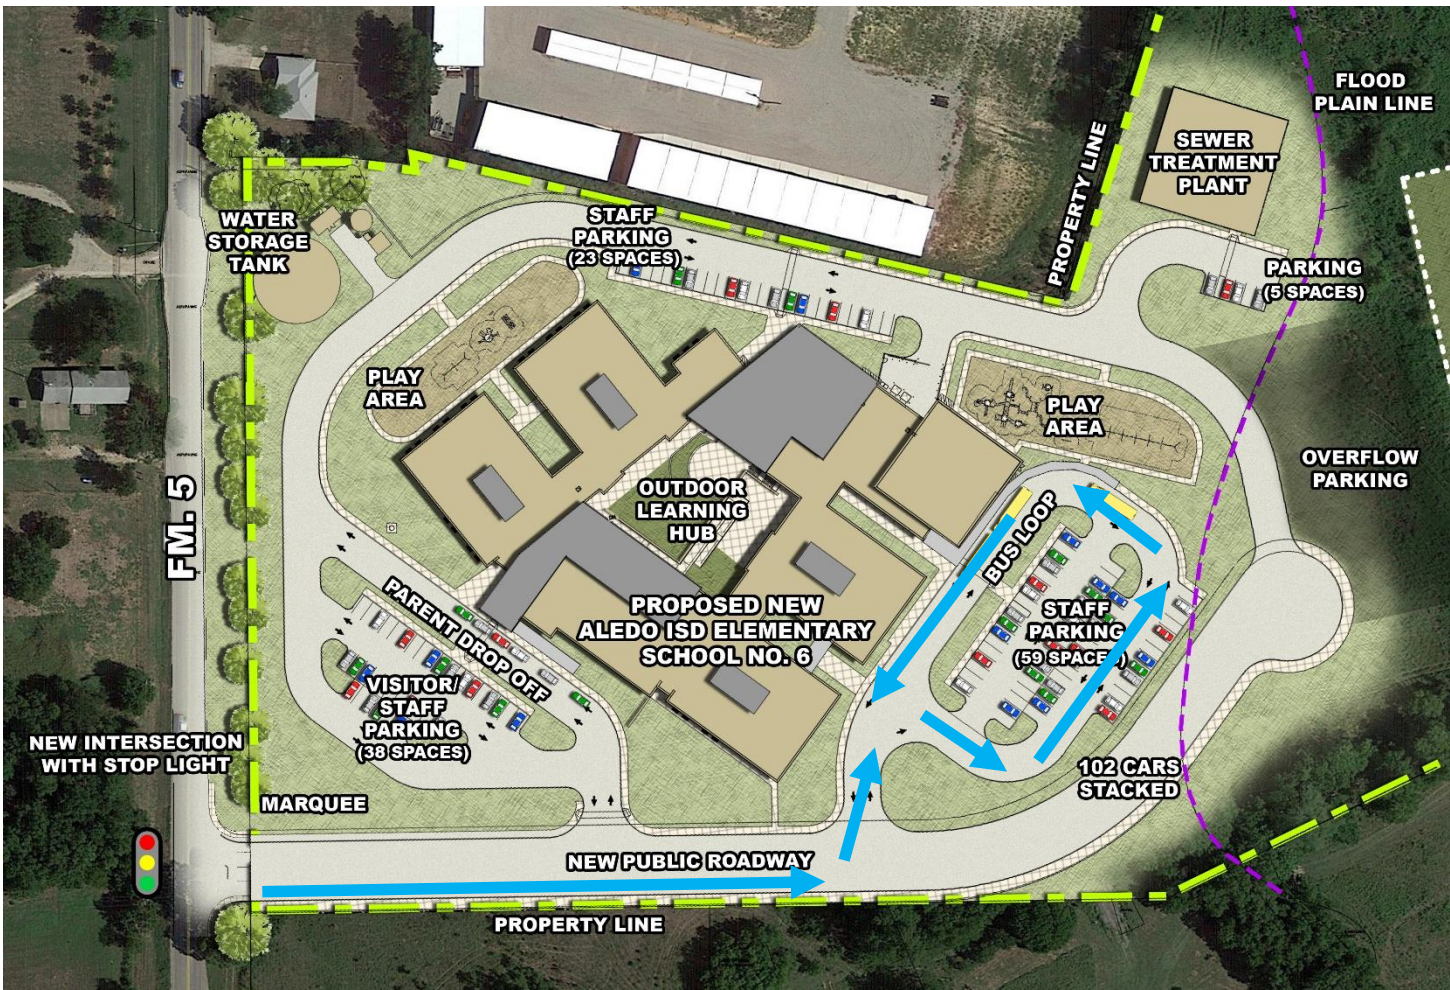 FLOOD
PLAIN LINE
SEWER
TREATMENT
PLANT
PROPERTY LINE
WATER
STORAGE
TANK
STAFF
PARKING
(23 SPACES)
PARKING
(5 SPACES)
PLAY
AREA
PLAY
AREA
OVERFLOW
PARKING
FM. 5
OUTDOOR
LEARNING
HUB
BUS LOOP
PARENT DROP OFF
PROPOSED NEW
ALEDO ISD ELEMENTARY
SCHOOL NO. 6
STAFF
PARKING
(59 SPACES)
VISITOR/
STAFF
PARKING
(38 SPACES)
NEW INTERSECTION
WITH STOP LIGHT
102 CARS
STACKED
MARQUEE
NEW PUBLIC ROADWAY
PROPERTY LINE